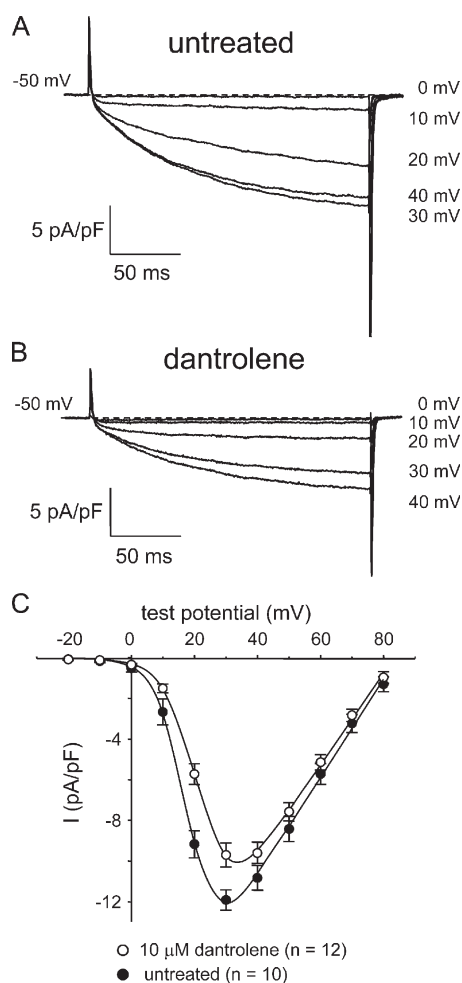 A
untreated
-50 mV
0 mV
10 mV
20 mV
40 mV
30 mV
5 pA/pF
50 ms
B
dantrolene
-50 mV
0 mV
10 mV
20 mV
30 mV
40 mV
5 pA/pF
50 ms
C
test potential (mV)
-20 0 20 40 60 80
-4
-8
-12
I (pA/pF)
10 μM dantrolene (n = 12)
untreated (n = 10)